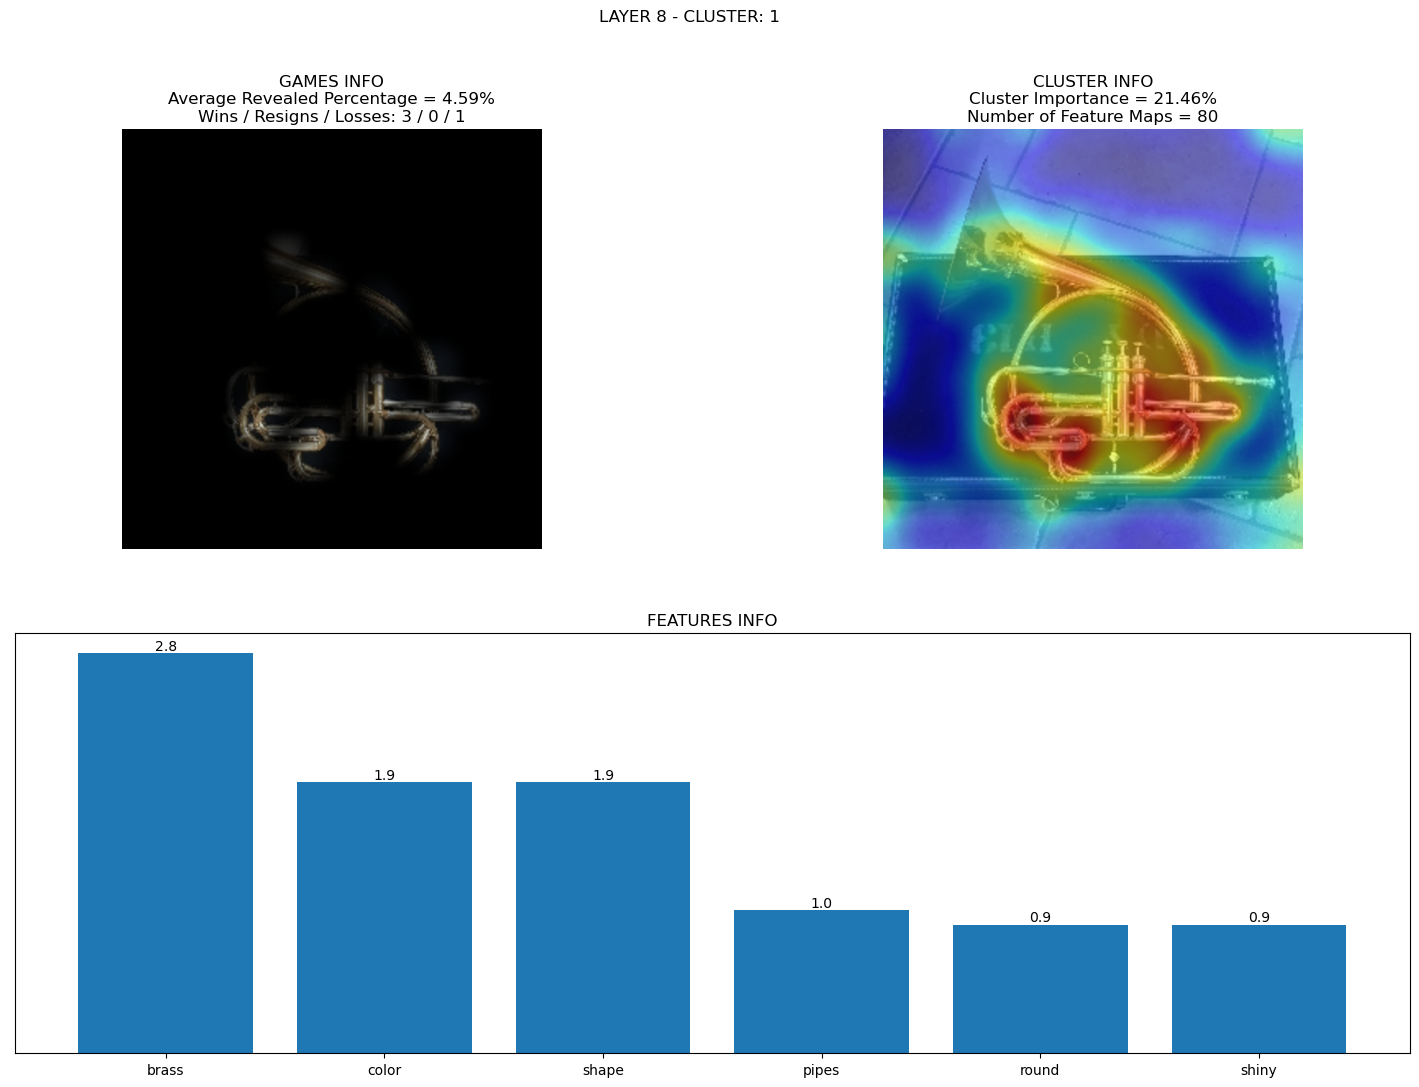 LAYER 8 - CLUSTER: 1
GAMES INFO
Average Revealed Percentage = 4.59%
Wins / Resigns / Losses: 3 / 0 / 1
CLUSTER INFO
Cluster Importance = 21.46%
Number of Feature Maps = 80
FEATURES INFO
2.8
1.9
1.9
1.0
0.9
0.9
brass
color
shape
pipes
round
shiny